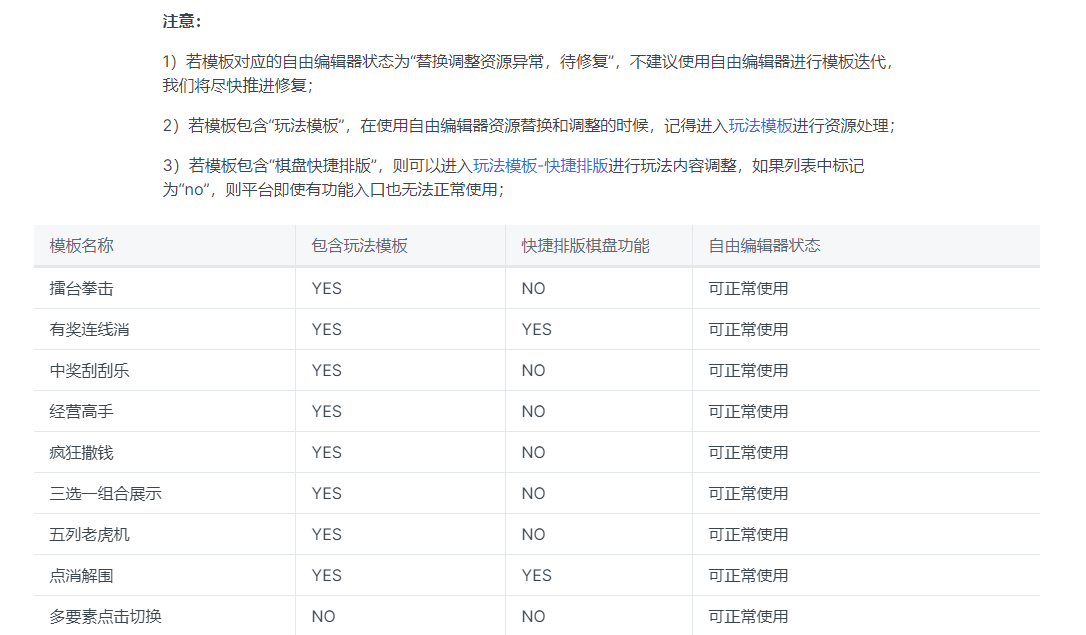 注意：
1）若模板对应的自由编辑器状态为“替换调整资源异常，待修复”，不建议使用自由编辑器进行模板迭代，
我们将尽快推进修复；
2）若模板包含“玩法模板”，在使用自由编辑器资源替换和调整的时候，记得进入玩法模板进行资源处理；
3）若模板包含“棋盘快捷排版”，则可以进入玩法模板-快捷排版进行玩法内容调整，如果列表中标记
为“no”，则平台即使有功能入口也无法正常使用；
模板名称 包含玩法模板 快捷排版棋盘功能 自由编辑器状态
擂台拳击 YES NO 可正常使用
有奖连线消 YES YES 可正常使用
中奖刮刮乐 YES NO 可正常使用
经营高手 YES NO 可正常使用
疯狂撒钱 YES NO 可正常使用
三选一组合展示 YES NO 可正常使用
五列老虎机 YES NO 可正常使用
点消解围 YES YES 可正常使用
多要素点击切换 NO NO 可正常使用